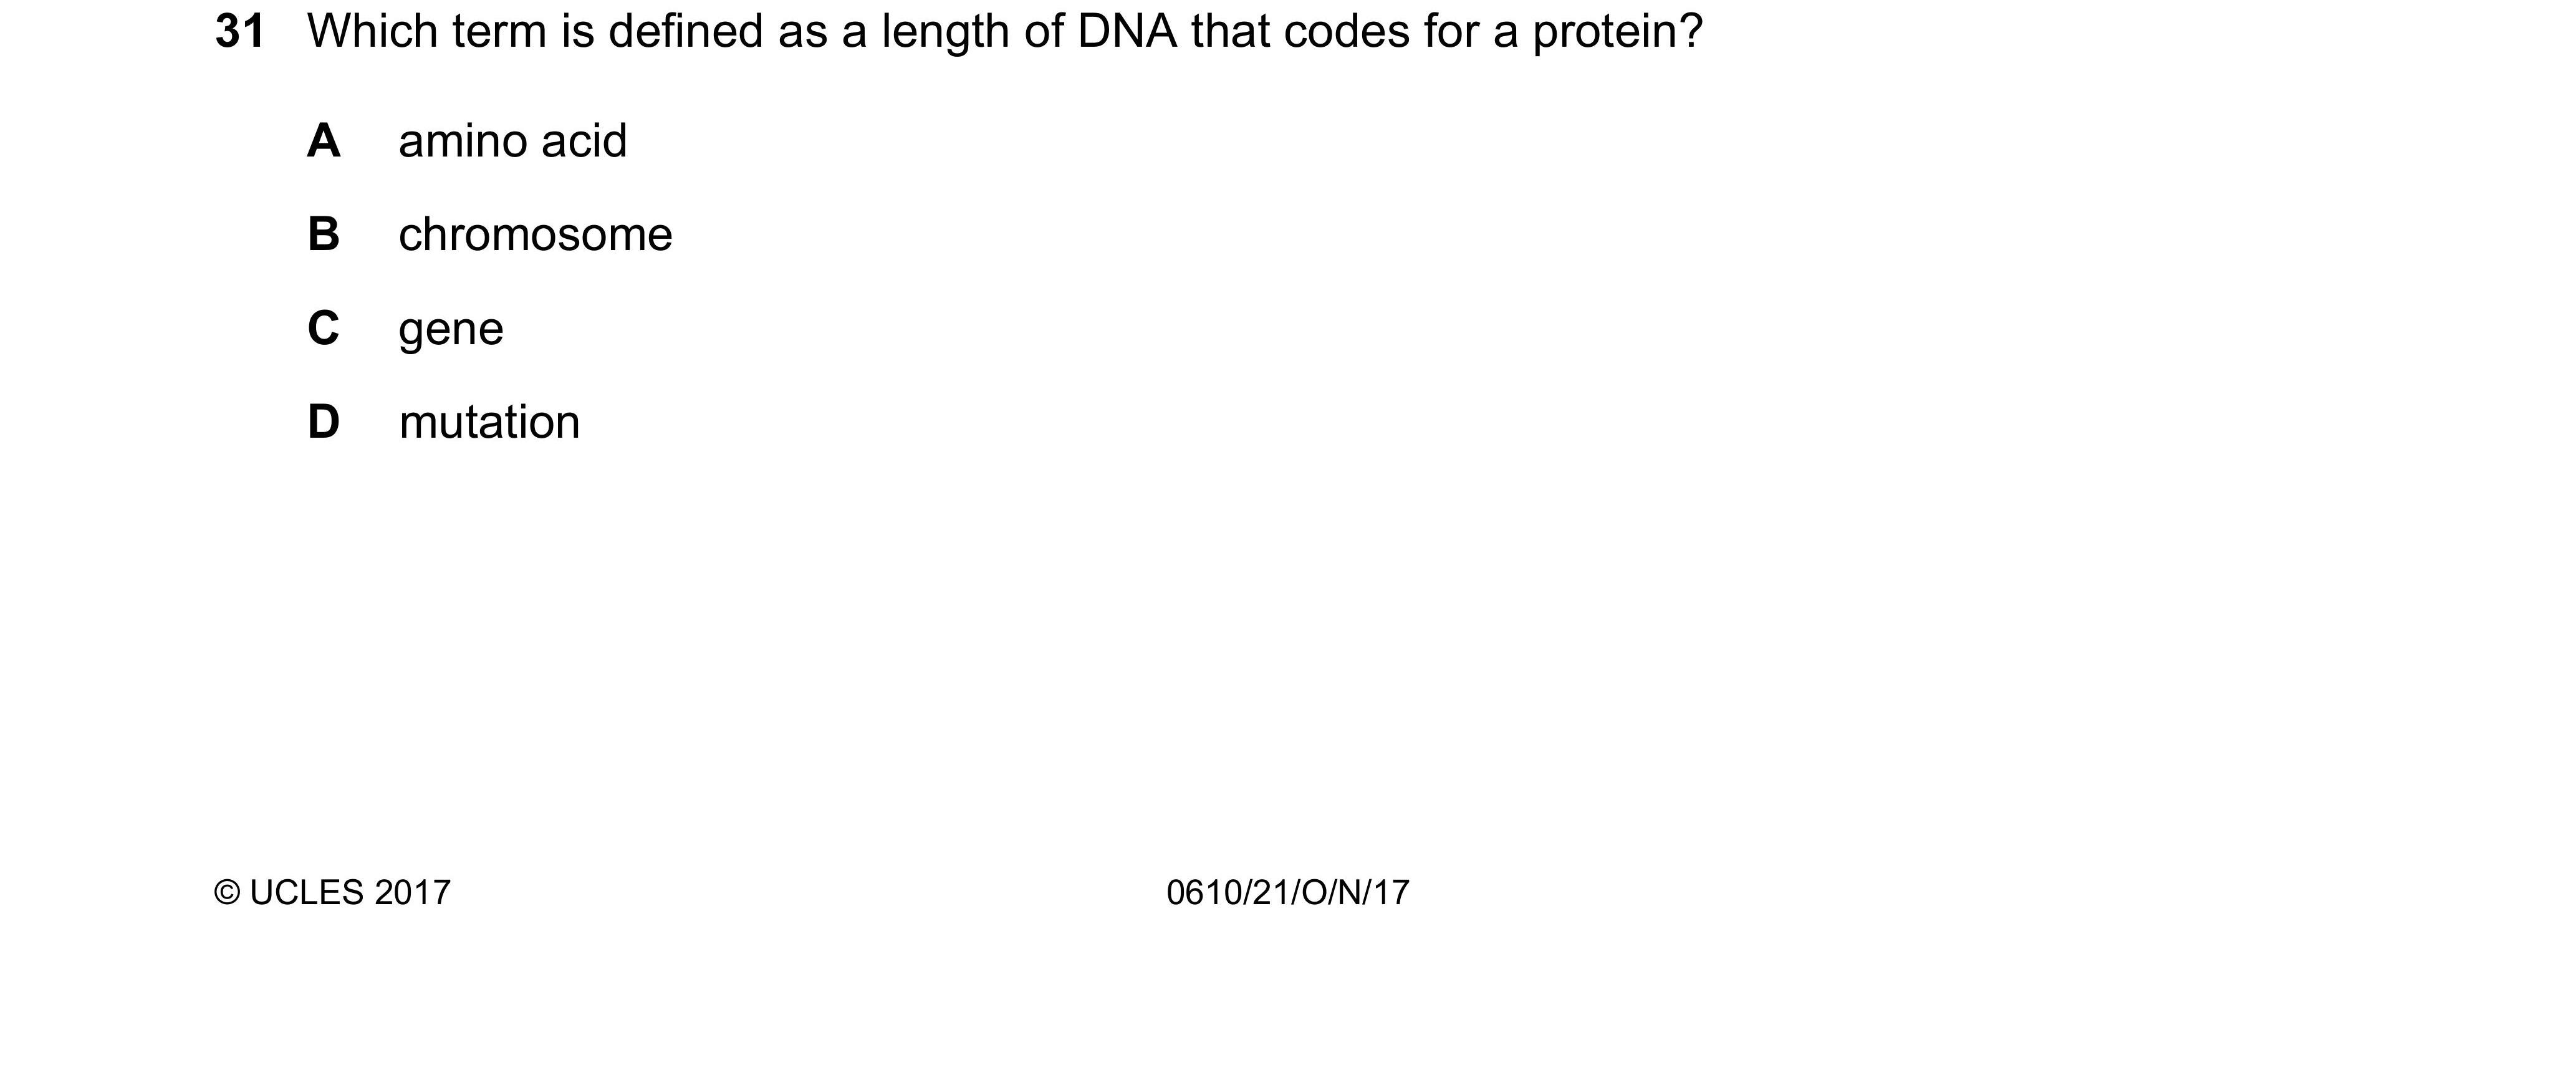 31 Which term is defined as a length of DNA that codes for a protein?
A amino acid
B chromosome
C gene
D mutation
© UCLES 2017 0610/21/O/N/17